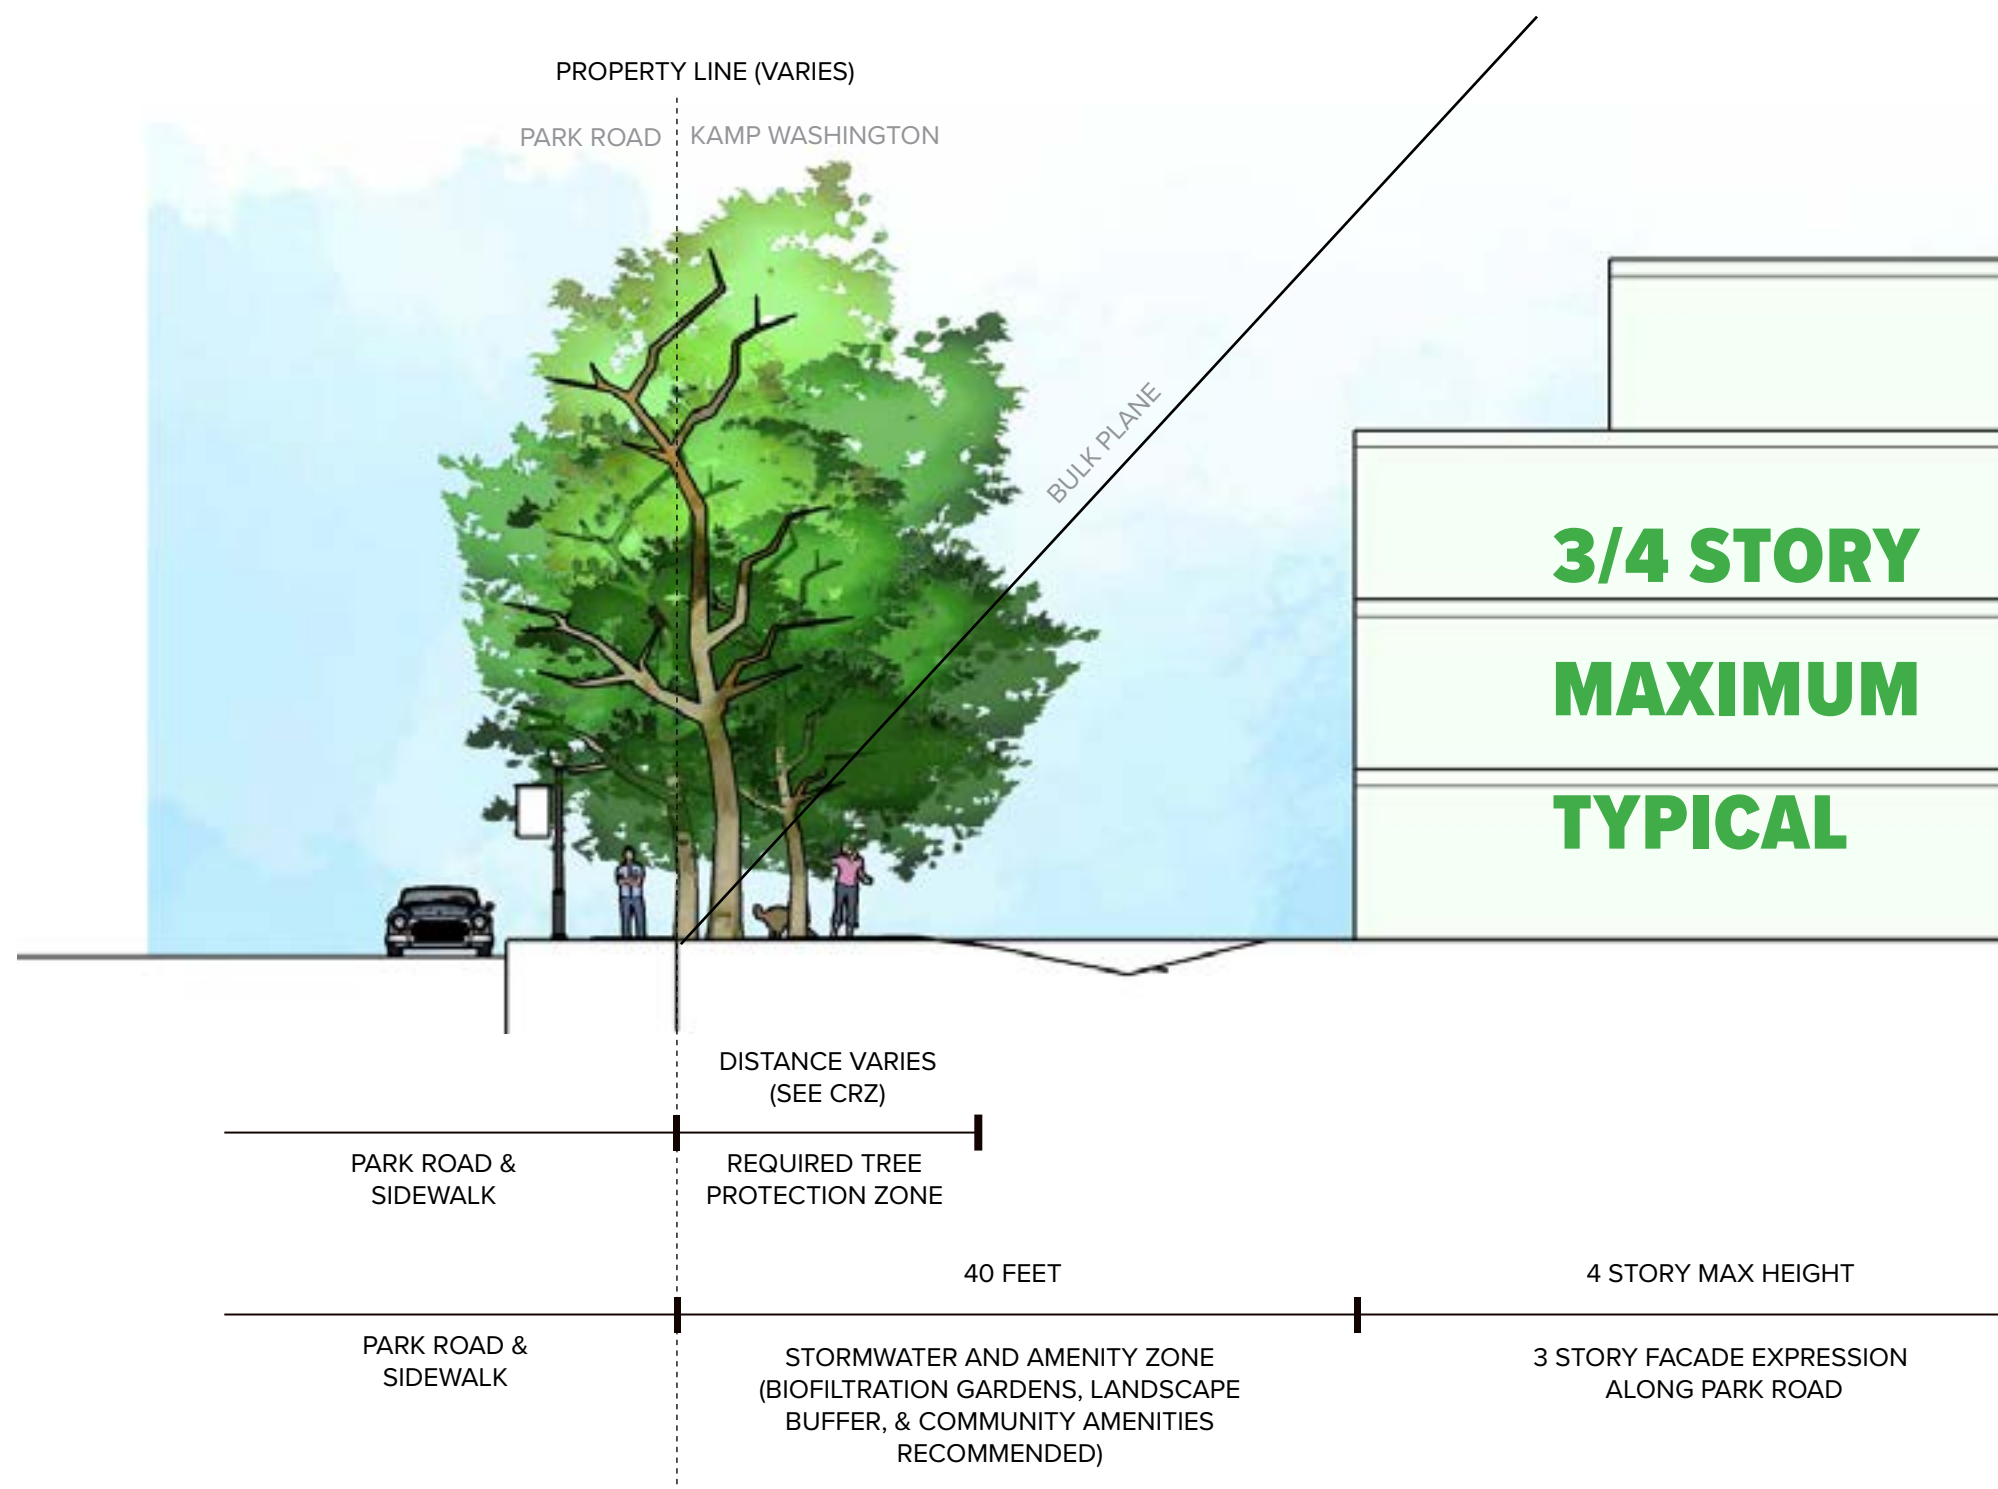 PROPERTY LINE (VARIES)
PARK ROAD
KAMP WASHINGTON
BULK PLANE
3/4 STORY
MAXIMUM
TYPICAL
DISTANCE VARIES
(SEE CRZ)
PARK ROAD &
SIDEWALK
REQUIRED TREE
PROTECTION ZONE
40 FEET
4 STORY MAX HEIGHT
PARK ROAD &
SIDEWALK
STORMWATER AND AMENITY ZONE
(BIOFILTRATION GARDENS, LANDSCAPE
BUFFER, & COMMUNITY AMENITIES
RECOMMENDED)
3 STORY FACADE EXPRESSION
ALONG PARK ROAD